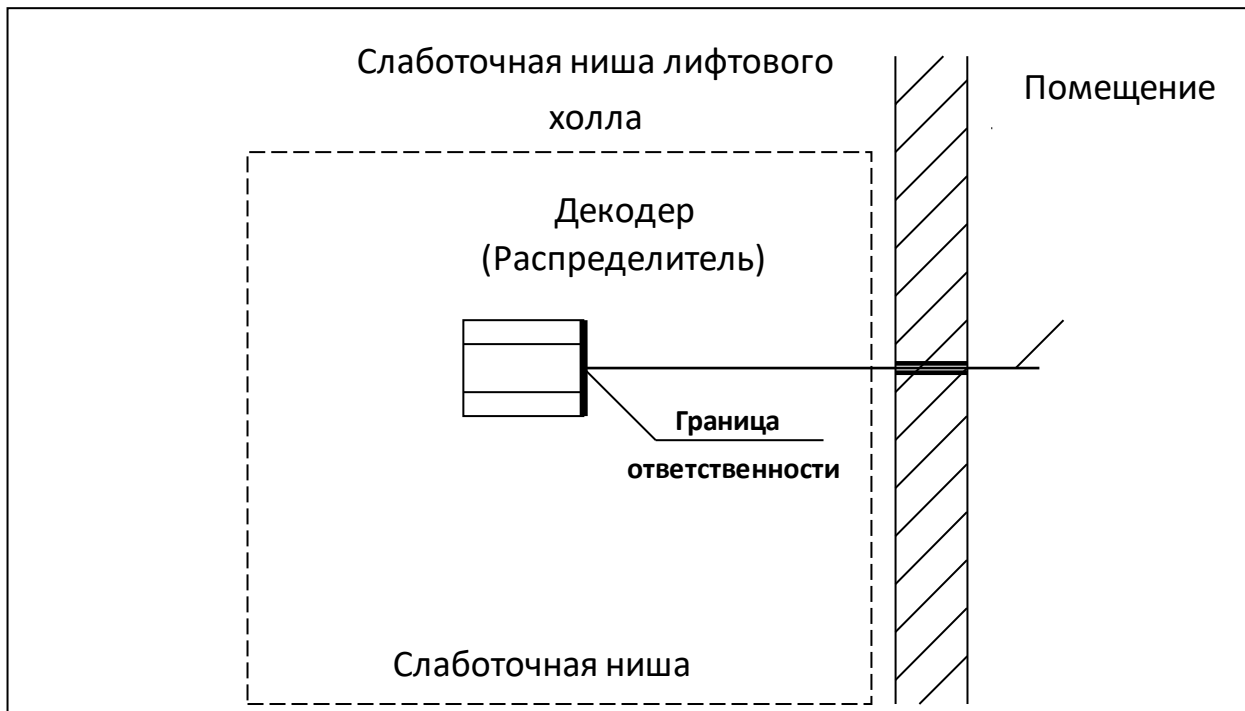 Слаботочная ниша лифтового
холла
Помещение
Декодер
(Распределитель)
Граница
ответственности
Слаботочная ниша